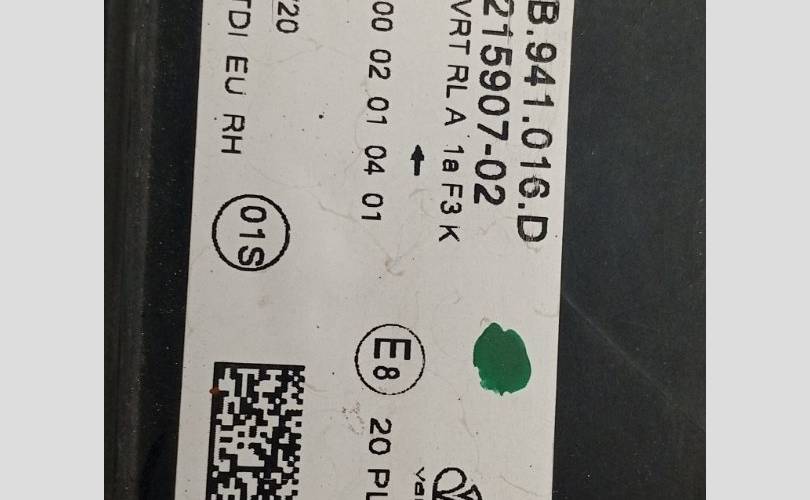 B.941.016.D
215907-02
VRT RL A 1a F3 K
00 02 01 04 01
E8 20 PL
/20
TDI EU RH 01S